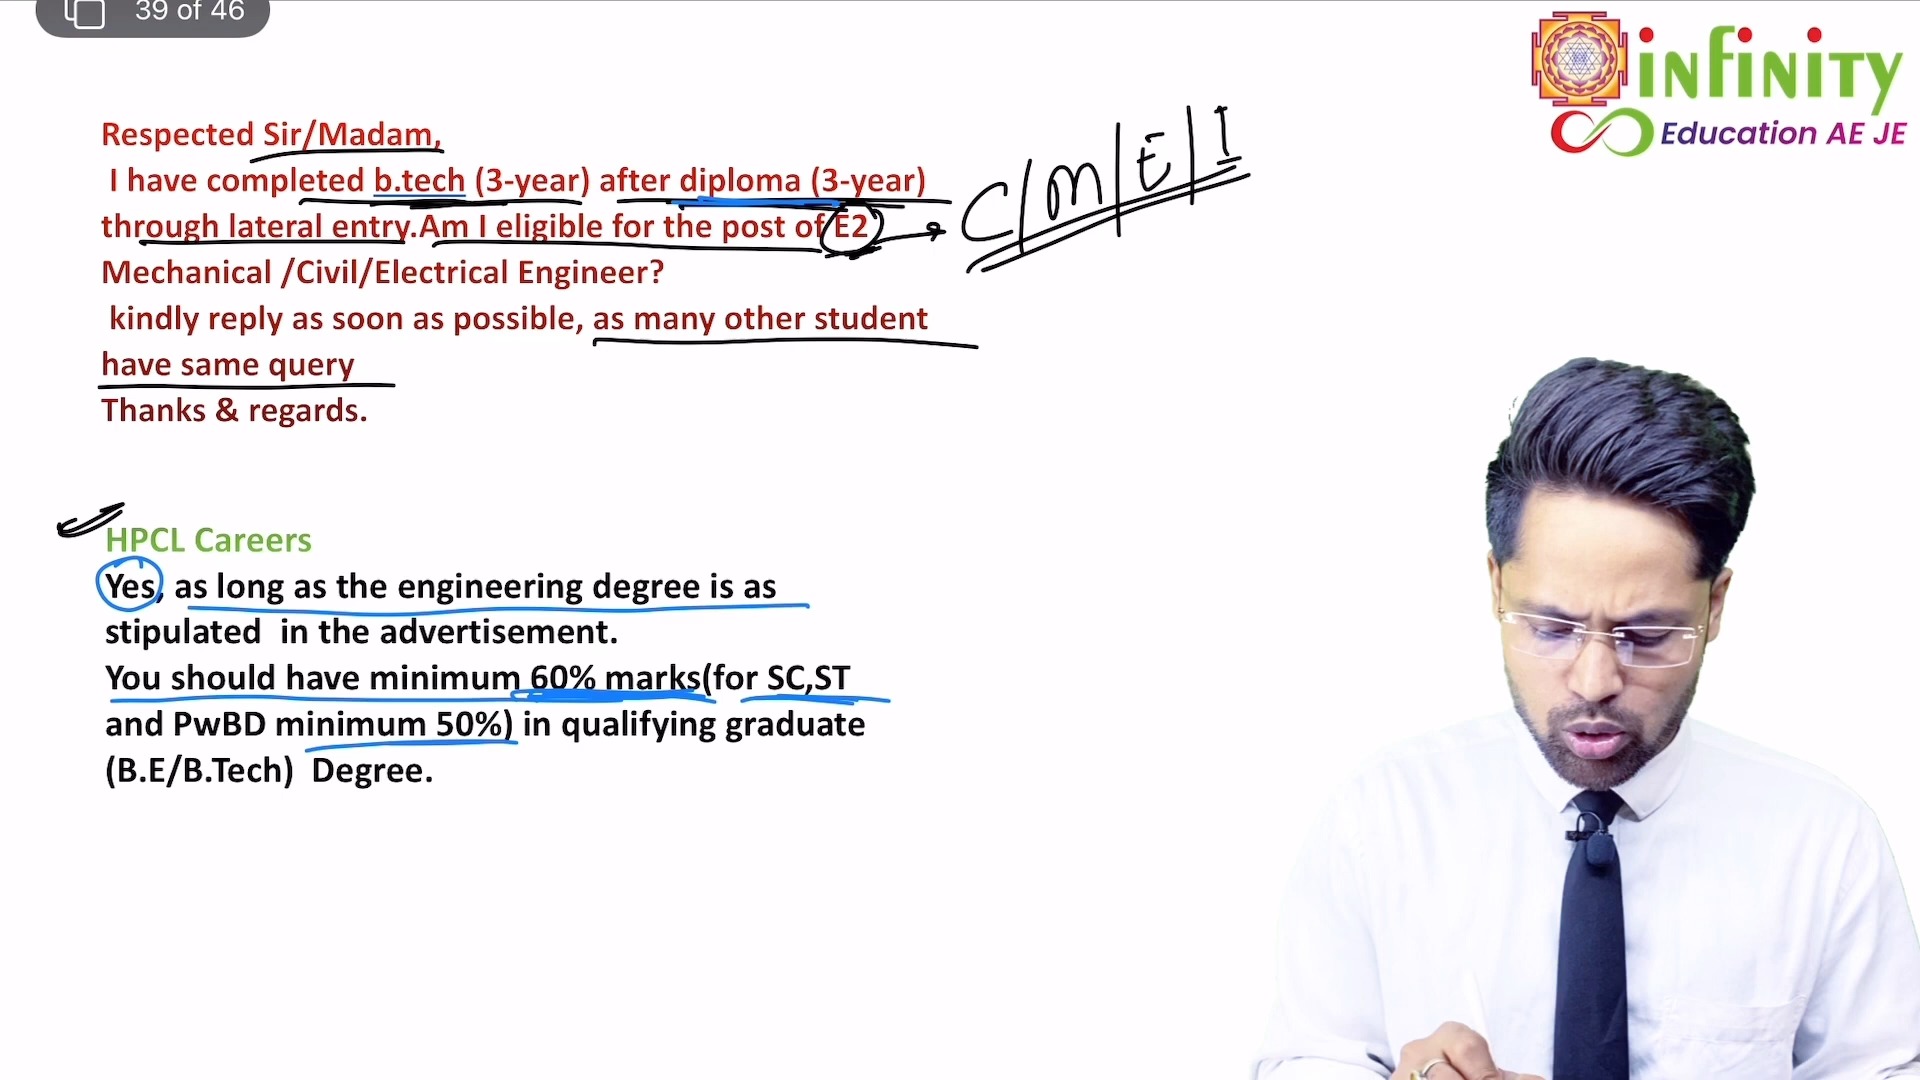 39 of 46
infinity
Education AE JE
Respected Sir/Madam,
I have completed b.tech (3-year) after diploma (3-year)
through lateral entry.Am I eligible for the post of E2
C/M/E/I
Mechanical /Civil/Electrical Engineer?
kindly reply as soon as possible, as many other student
have same query
Thanks & regards.
HPCL Careers
Yes, as long as the engineering degree is as
stipulated in the advertisement.
You should have minimum 60% marks(for SC,ST
and PwBD minimum 50%) in qualifying graduate
(B.E/B.Tech) Degree.